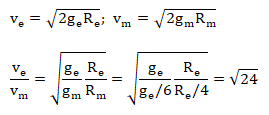 vₑ = √(2gₑRₑ); vₘ = √(2gₘRₘ)
vₑ/vₘ = √(gₑ/gₘ Rₑ/Rₘ) = √(gₑ/(gₑ/6) Rₑ/(Rₑ/4)) = √24